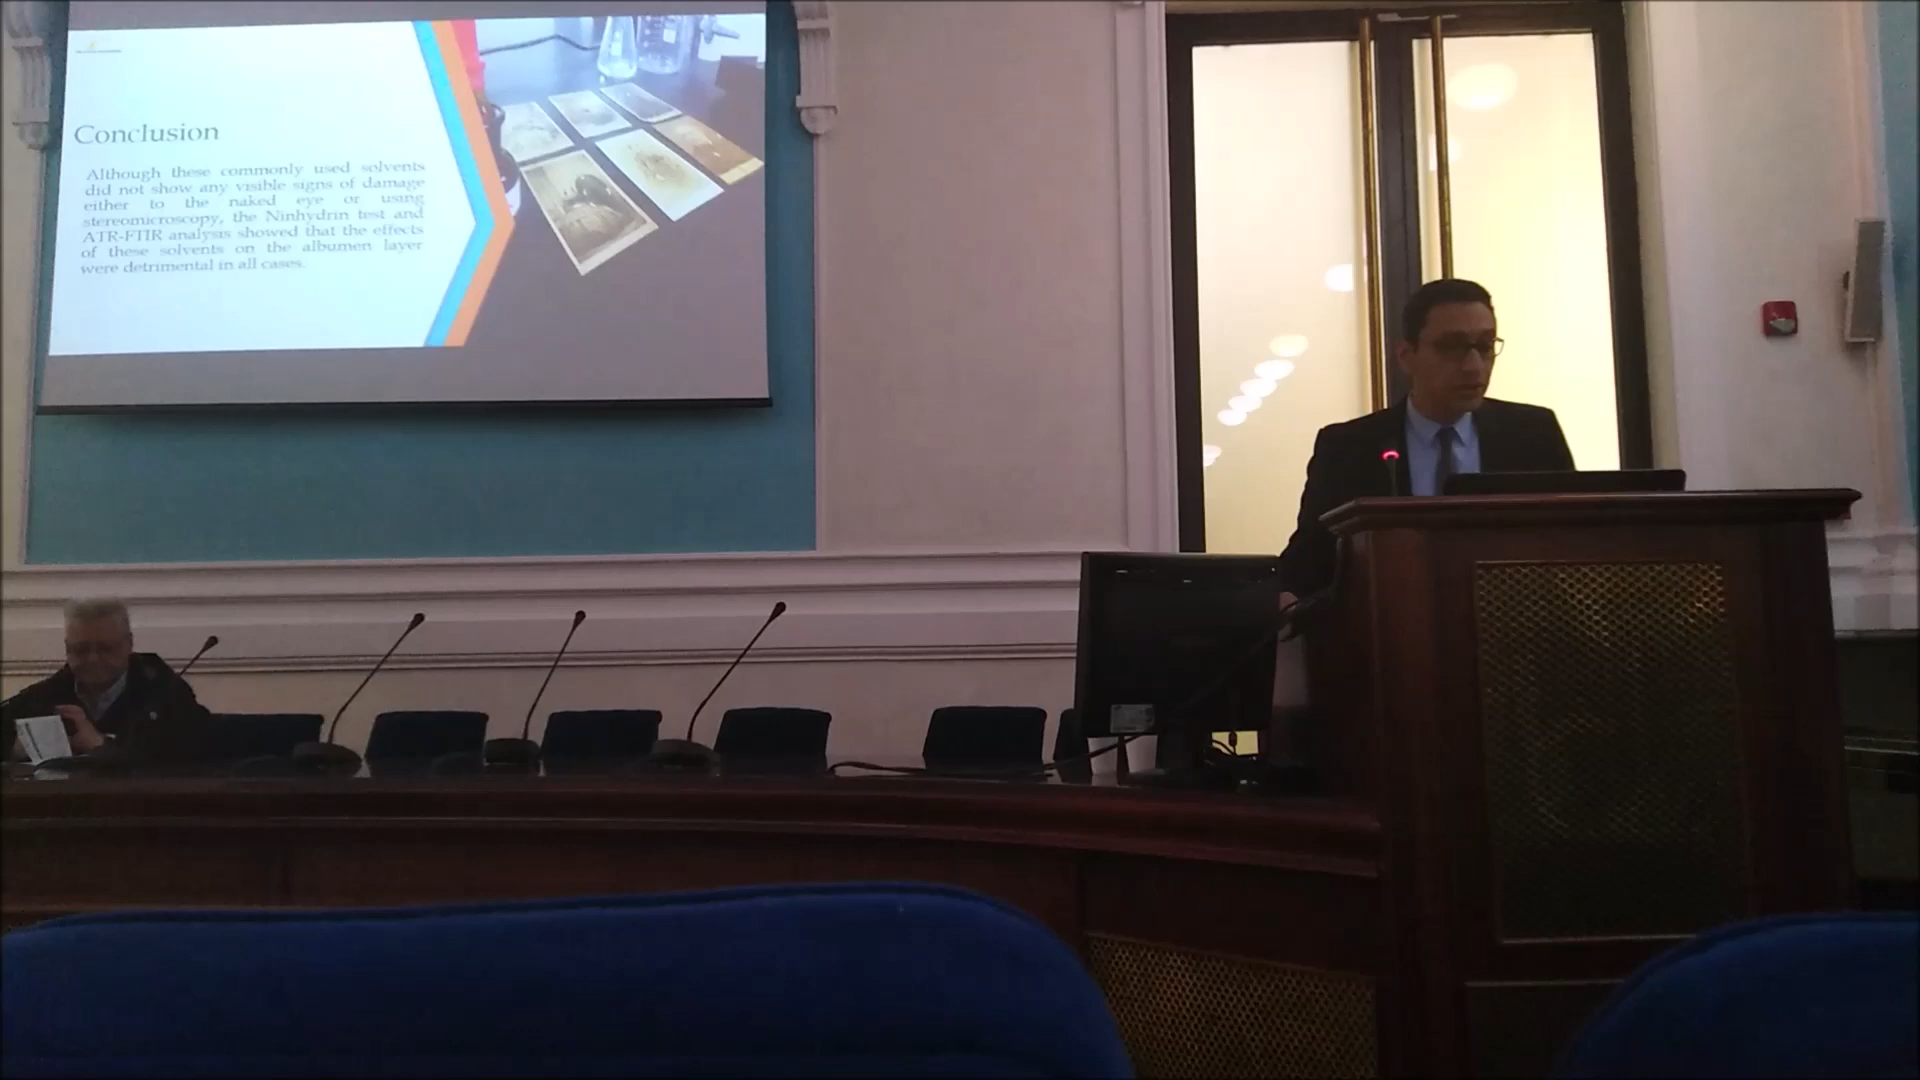 Conclusion
Although these commonly used solvents
did not show any visible signs of damage
either to the naked eye or using
stereomicroscopy, the Ninhydrin test and
ATR-FTIR analysis showed that the effects
of these solvents on the albumen layer
were detrimental in all cases.